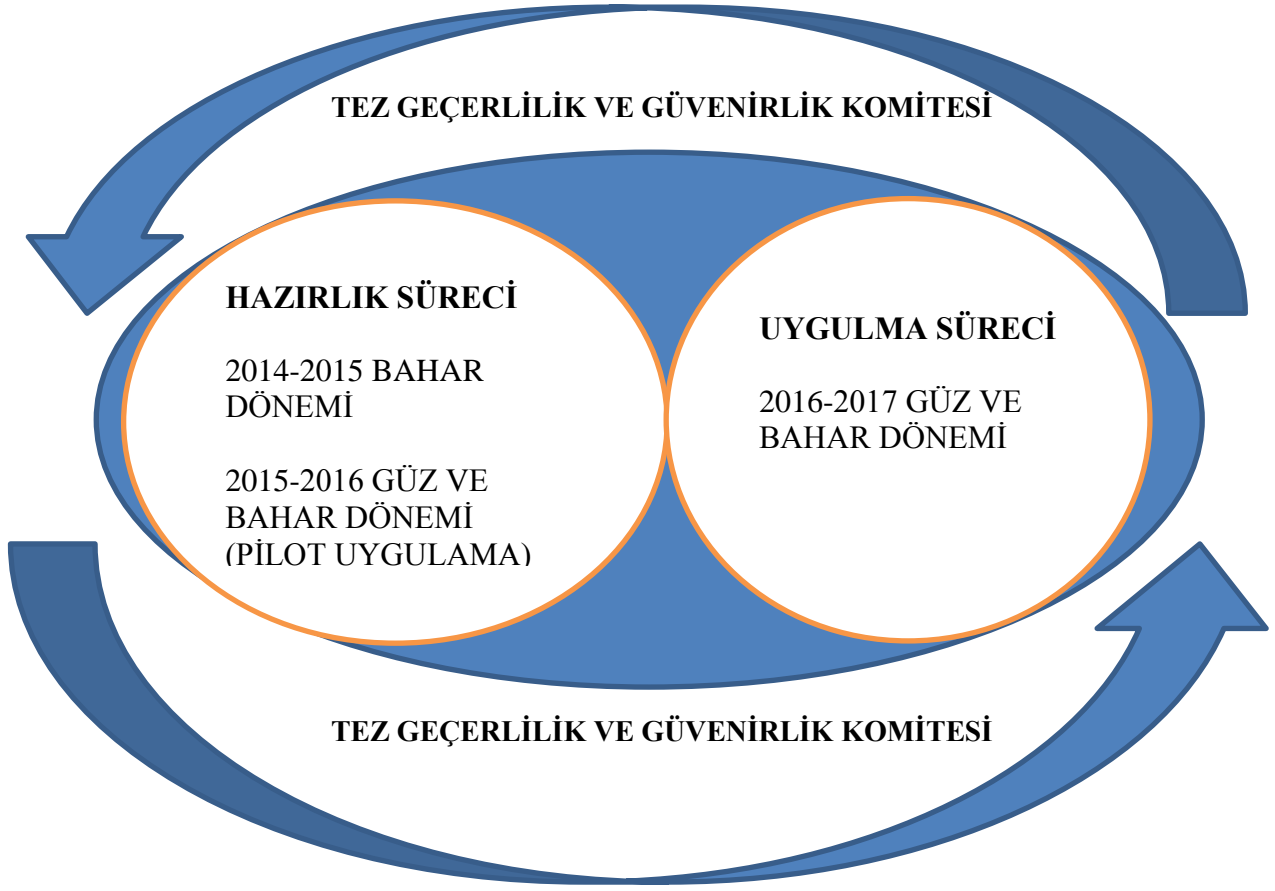 TEZ GEÇERLİLİK VE GÜVENİRLİK KOMİTESİ
HAZIRLIK SÜRECİ
2014-2015 BAHAR
DÖNEMİ
2015-2016 GÜZ VE
BAHAR DÖNEMİ
(PİLOT UYGULAMA)
UYGULMA SÜRECİ
2016-2017 GÜZ VE
BAHAR DÖNEMİ
TEZ GEÇERLİLİK VE GÜVENİRLİK KOMİTESİ